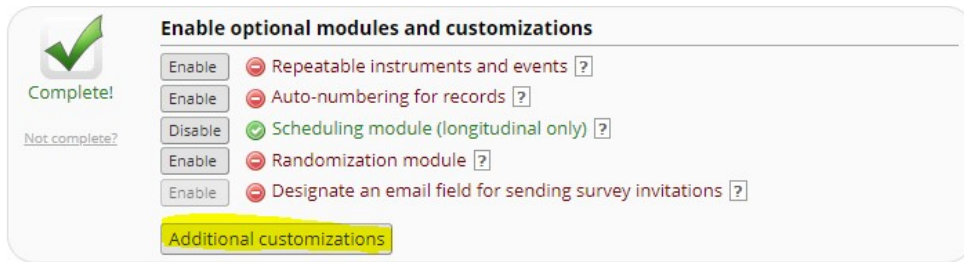 Enable optional modules and customizations
Enable Repeatable instruments and events ?
Complete!
Enable Auto-numbering for records ?
Not complete?
Disable Scheduling module (longitudinal only) ?
Enable Randomization module ?
Enable Designate an email field for sending survey invitations ?
Additional customizations